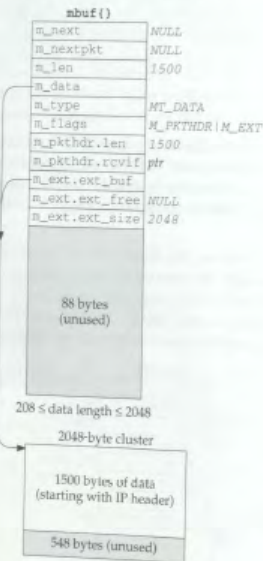 mbuf{}
m_next NULL
m_nextpkt NULL
m_len 1500
m_data
m_type MT_DATA
m_flags M_PKTHDR|M_EXT
m_pkthdr.len 1500
m_pkthdr.rcvif ptr
m_ext.ext_buf
m_ext.ext_free NULL
m_ext.ext_size 2048
88 bytes
(unused)
208 ≤ data length ≤ 2048
2048-byte cluster
1500 bytes of data
(starting with IP header)
548 bytes (unused)